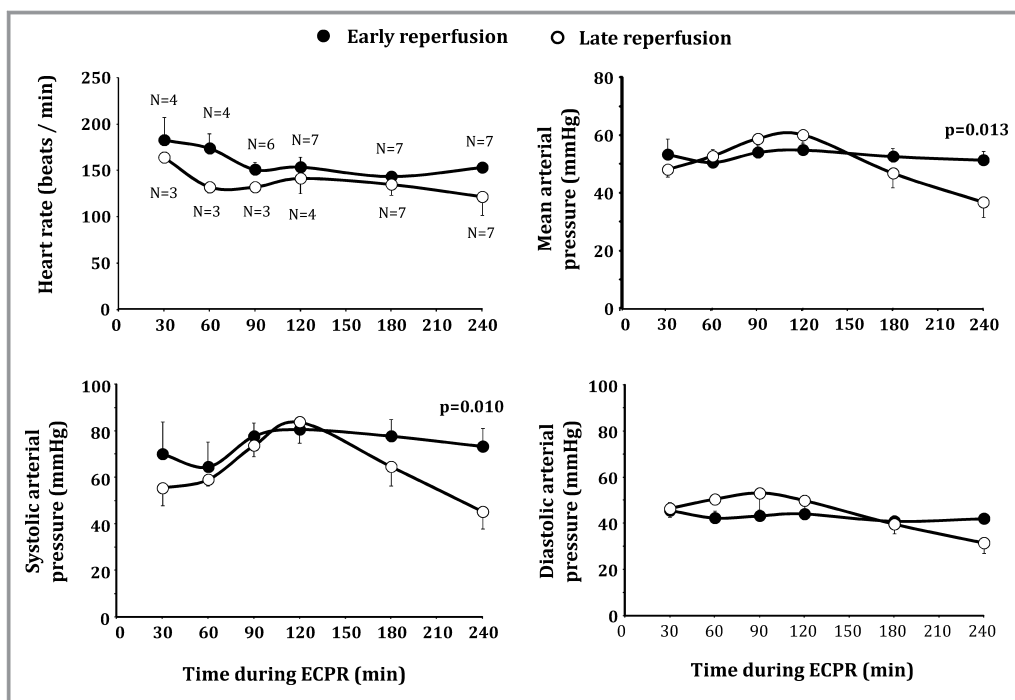 Early reperfusion Late reperfusion
Heart rate (beats / min)
250
200
150
100
50
0
N=4
N=4
N=6
N=7
N=7
N=7
N=3
N=3
N=3
N=4
N=7
N=7
0 30 60 90 120 150 180 210 240
Mean arterial
pressure (mmHg)
80
60
40
20
0
p=0.013
0 30 60 90 120 150 180 210 240
Systolic arterial
pressure (mmHg)
100
80
60
40
20
0
p=0.010
0 30 60 90 120 150 180 210 240
Time during ECPR (min)
Diastolic arterial
pressure (mmHg)
100
80
60
40
20
0
0 30 60 90 120 150 180 210 240
Time during ECPR (min)